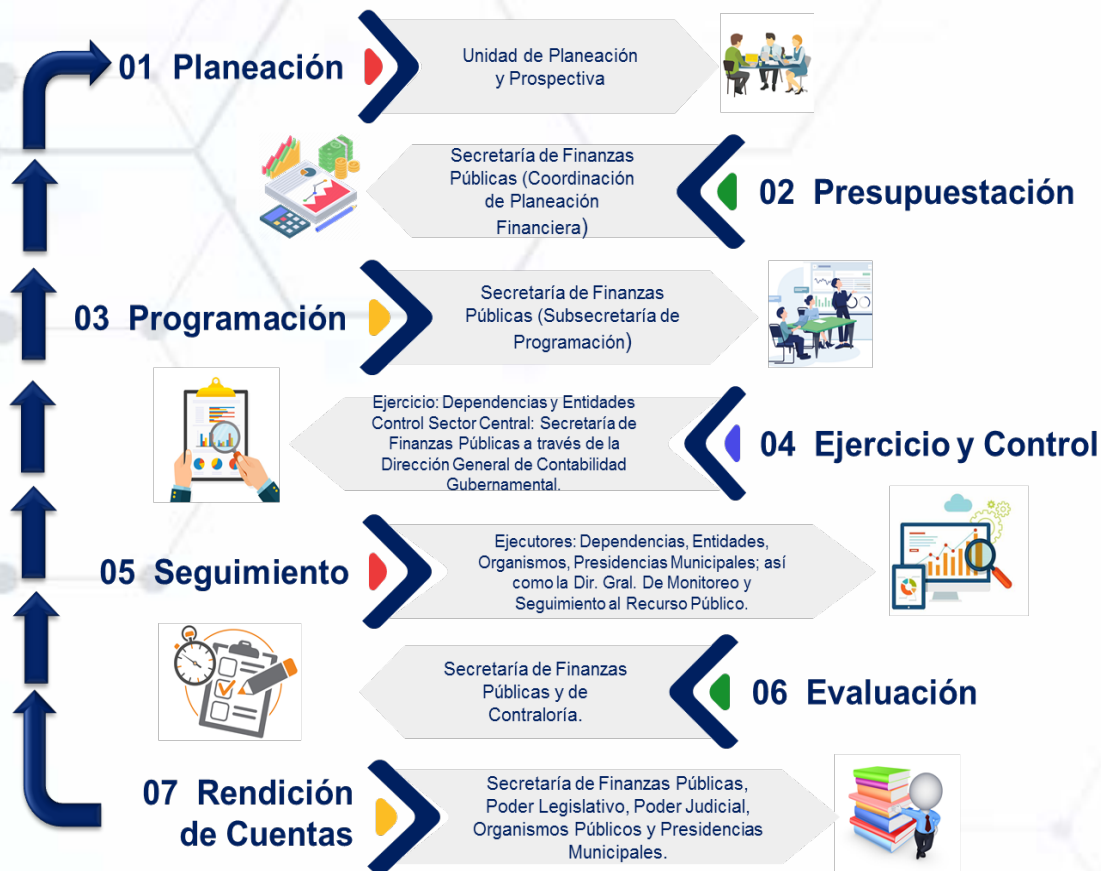 01 Planeación
Unidad de Planeación
y Prospectiva
Secretaría de Finanzas
Públicas (Coordinación
de Planeación
Financiera)
02 Presupuestación
03 Programación
Secretaría de Finanzas
Públicas (Subsecretaría de
Programación)
Ejercicio: Dependencias y Entidades
Control Sector Central: Secretaría de
Finanzas Públicas a través de la
Dirección General de Contabilidad
Gubernamental.
04 Ejercicio y Control
05 Seguimiento
Ejecutores: Dependencias, Entidades,
Organismos, Presidencias Municipales; así
como la Dir. Gral. De Monitoreo y
Seguimiento al Recurso Público.
Secretaría de Finanzas
Públicas y de
Contraloría.
06 Evaluación
07 Rendición
de Cuentas
Secretaría de Finanzas Públicas,
Poder Legislativo, Poder Judicial,
Organismos Públicos y Presidencias
Municipales.